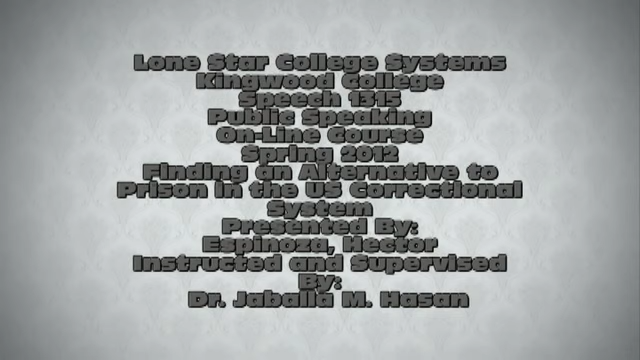 Lone Star College Systems
Kingwood College
Speech 1315
Public Speaking
On-Line Course
Spring 2012
Finding an Alternative to
Prison in the US Correctional
System
Presented By:
Espinoza, Hector
Instructed and Supervised
By:
Dr. Jaballa M. Hasan